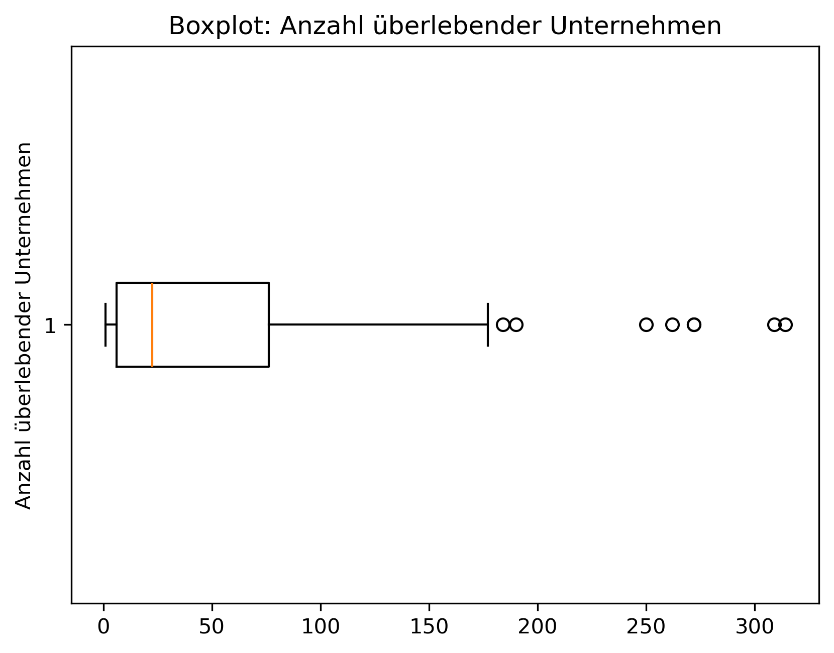 Boxplot: Anzahl überlebender Unternehmen
Anzahl überlebender Unternehmen
1
0 50 100 150 200 250 300